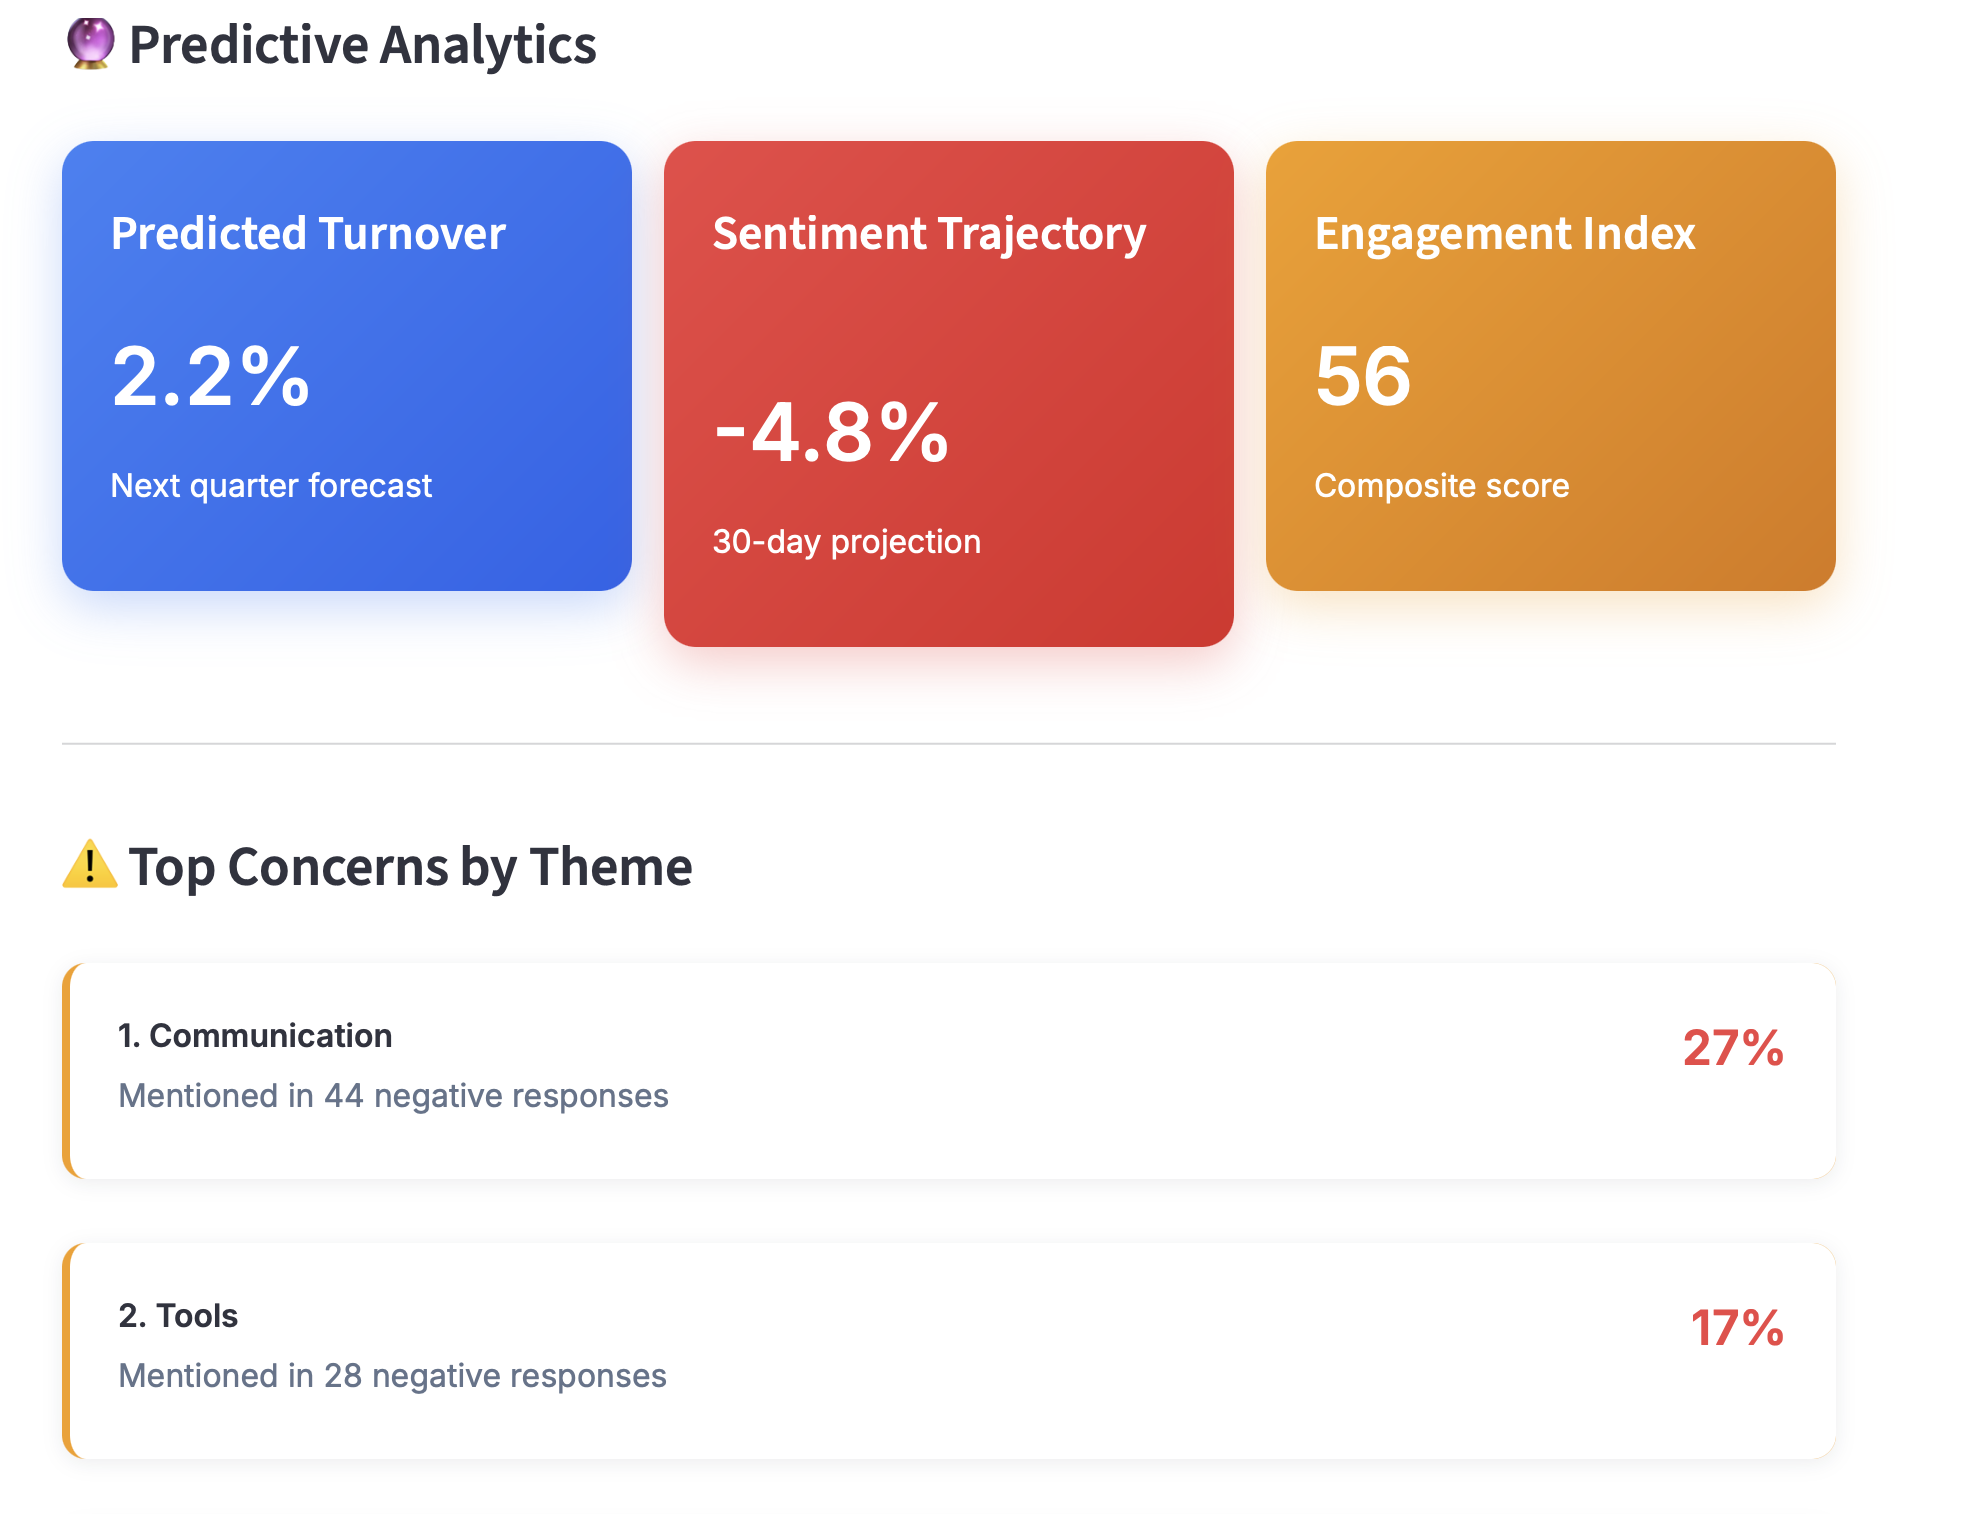 🔮 Predictive Analytics
Predicted Turnover
2.2%
Next quarter forecast
Sentiment Trajectory
-4.8%
30-day projection
Engagement Index
56
Composite score
⚠️ Top Concerns by Theme
1. Communication
Mentioned in 44 negative responses
27%
2. Tools
Mentioned in 28 negative responses
17%